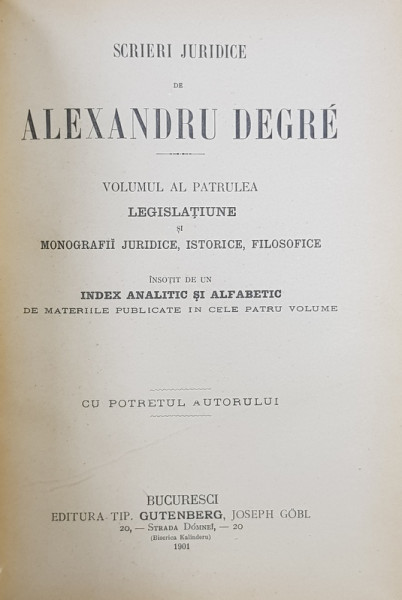 SCRIERI JURIDICE
DE
ALEXANDRU DEGRÉ
VOLUMUL AL PATRULEA
LEGISLAȚIUNE
ȘI
MONOGRAFIĬ JURIDICE, ISTORICE, FILOSOFICE
ÎNSOȚIT DE UN
INDEX ANALITIC ȘI ALFABETIC
DE MATERIILE PUBLICATE IN CELE PATRU VOLUME
CU POTRETUL AUTORULUI
BUCURESCI
EDITURA-TIP. GUTENBERG, JOSEPH GÖBL
20, — STRADA DÓMNEĬ, — 20
(Biserica Kalinderu)
1901